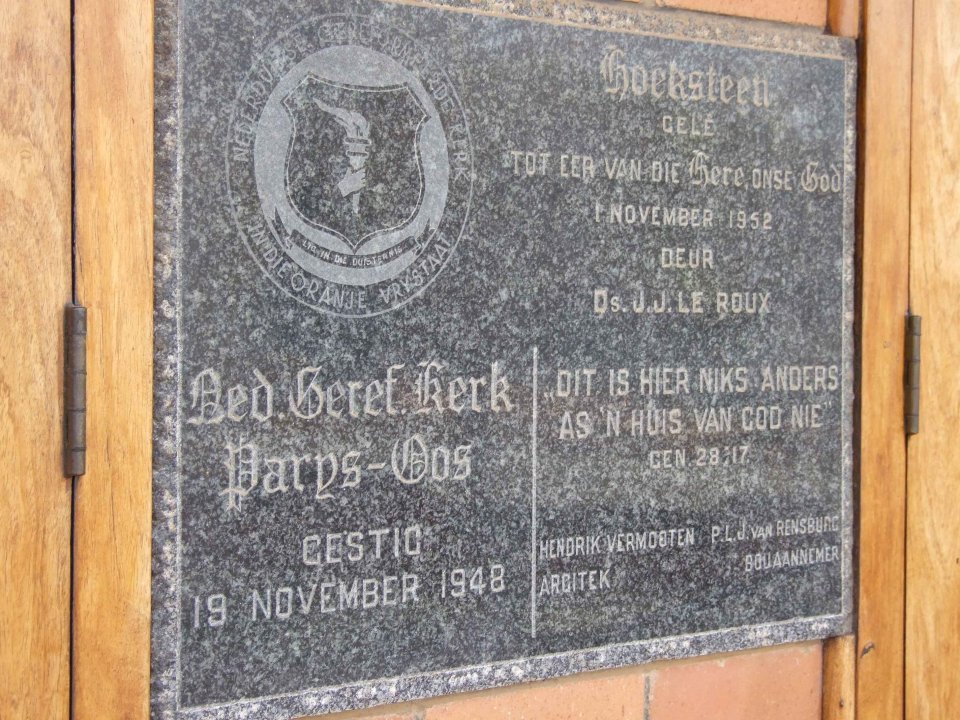 NEDERDUITSE GEREFORMEERDE KERK
IN DIE ORANJE VRYSTAAT
LIG IN DIE DUISTERNIS
Ned. Geref. Kerk
Parys-Oos
GESTIG
19 NOVEMBER 1948
Hoeksteen
GELÊ
TOT EER VAN DIE Here, ONSE God
1 NOVEMBER 1952
DEUR
Ds. J.J. LE ROUX
„DIT IS HIER NIKS ANDERS
AS 'N HUIS VAN GOD NIE"
GEN. 28:17
HENDRIK VERMOOTEN
ARGITEK
P.L.J. VAN RENSBURG
BOUAANNEMER